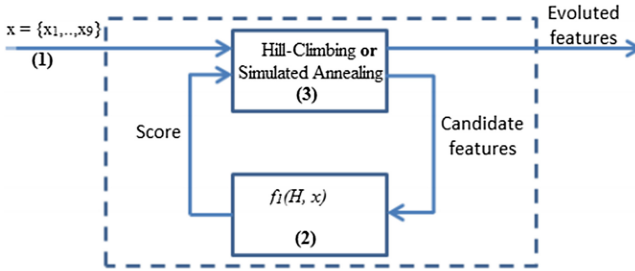 x = {x1,..,x9}
(1)
Hill-Climbing or
Simulated Annealing
(3)
Evoluted
features
Score
Candidate
features
f1(H, x)
(2)